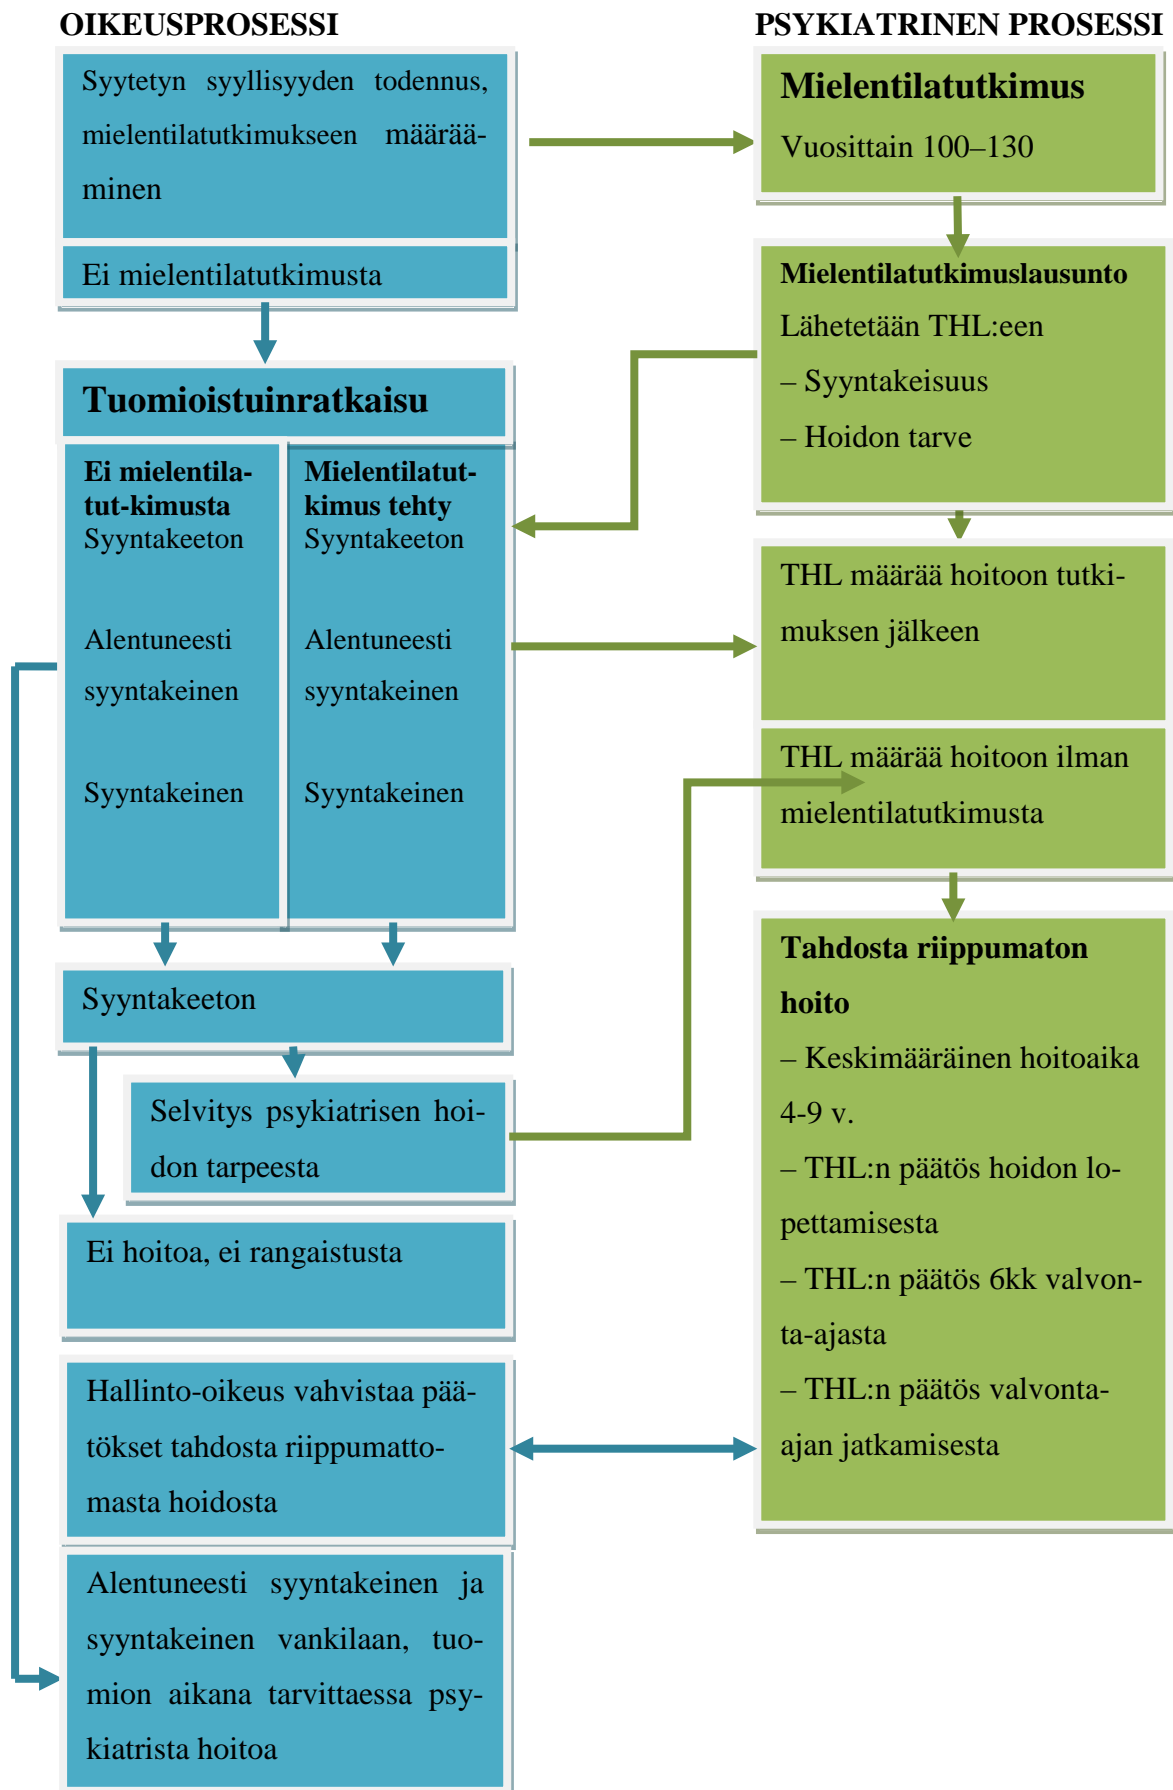 OIKEUSPROSESSI
Syytetyn syyllisyyden todennus,
mielentilatutkimukseen määrää-
minen
Ei mielentilatutkimusta
Tuomioistuinratkaisu
Ei mielentila-
tut-kimusta
Syyntakeeton
Alentuneesti
syyntakeinen
Syyntakeinen
Mielentilatut-
kimus tehty
Syyntakeeton
Alentuneesti
syyntakeinen
Syyntakeinen
Syyntakeeton
Selvitys psykiatrisen hoi-
don tarpeesta
Ei hoitoa, ei rangaistusta
Hallinto-oikeus vahvistaa pää-
tökset tahdosta riippumatto-
masta hoidosta
Alentuneesti syyntakeinen ja
syyntakeinen vankilaan, tuo-
mion aikana tarvittaessa psy-
kiatrista hoitoa
PSYKIATRINEN PROSESSI
Mielentilatutkimus
Vuosittain 100–130
Mielentilatutkimuslausunto
Lähetetään THL:een
– Syyntakeisuus
– Hoidon tarve
THL määrää hoitoon tutki-
muksen jälkeen
THL määrää hoitoon ilman
mielentilatutkimusta
Tahdosta riippumaton
hoito
– Keskimääräinen hoitoaika
4-9 v.
– THL:n päätös hoidon lo-
pettamisesta
– THL:n päätös 6kk valvon-
ta-ajasta
– THL:n päätös valvonta-
ajan jatkamisesta